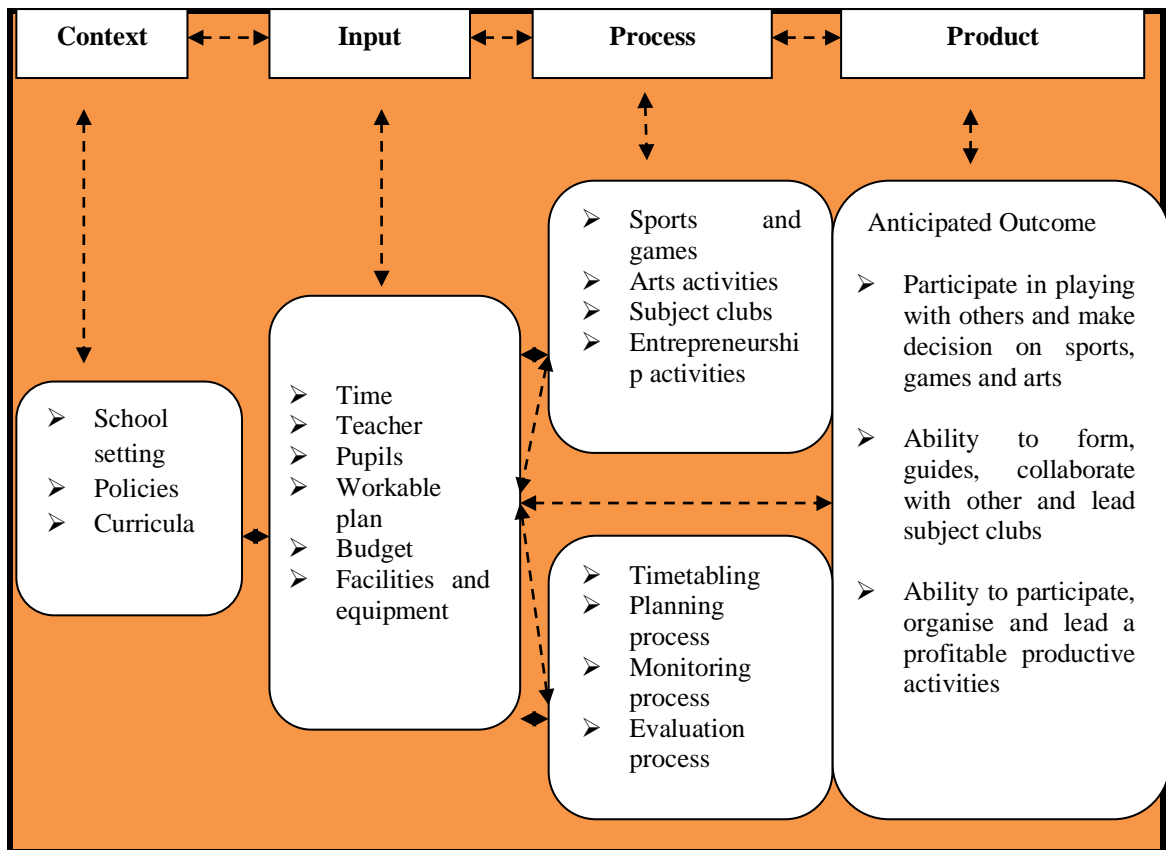 Context
Input
Process
Product
➢ School
setting
➢ Policies
➢ Curricula
➢ Time
➢ Teacher
➢ Pupils
➢ Workable
plan
➢ Budget
➢ Facilities and
equipment
➢ Sports and
games
➢ Arts activities
➢ Subject clubs
➢ Entrepreneurshi
p activities
➢ Timetabling
➢ Planning
process
➢ Monitoring
process
➢ Evaluation
process
Anticipated Outcome
➢ Participate in playing
with others and make
decision on sports,
games and arts
➢ Ability to form,
guides, collaborate
with other and lead
subject clubs
➢ Ability to participate,
organise and lead a
profitable productive
activities